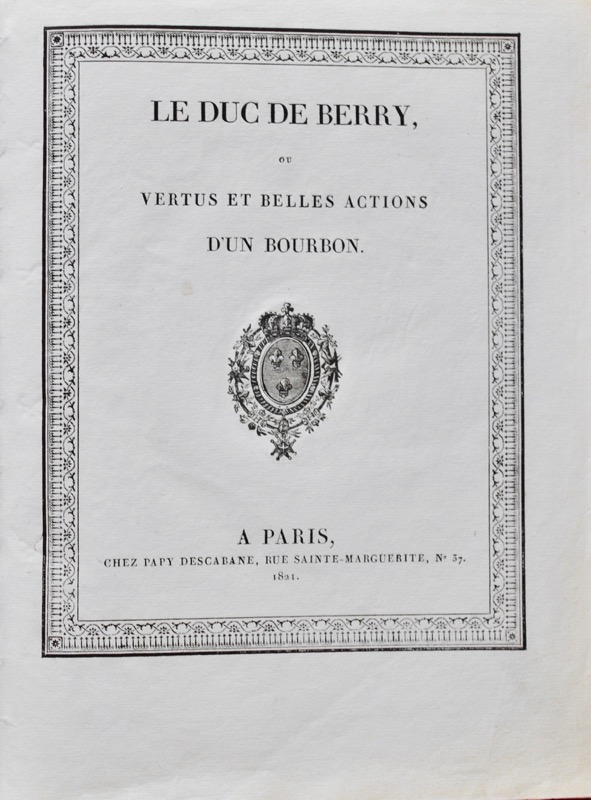 LE DUC DE BERRY,
OU
VERTUS ET BELLES ACTIONS
D'UN BOURBON.
A PARIS,
CHEZ PAPY DESCABANE, RUE SAINTE-MARGUERITE, Nº 37.
1821.